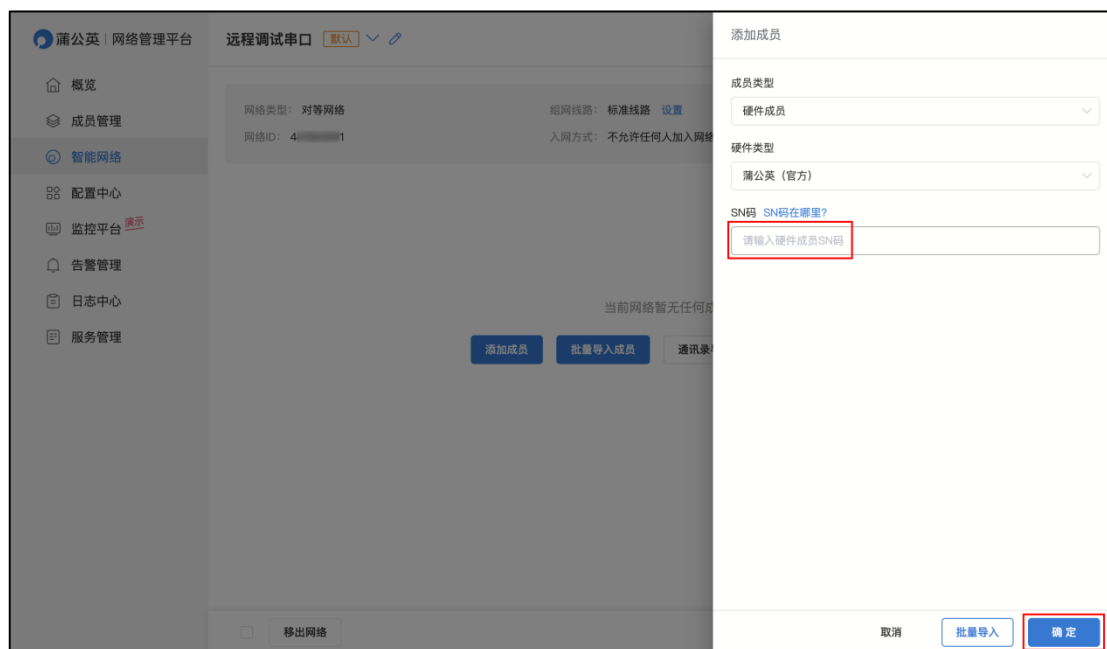 蒲公英 | 网络管理平台
远程调试串口 默认
添加成员
概览
成员管理
智能网络
配置中心
监控平台 演示
告警管理
日志中心
服务管理
网络类型： 对等网络
组网线路： 标准线路 设置
网络ID： 4 1
入网方式： 不允许任何人加入网络
当前网络暂无任何成
添加成员
批量导入成员
通讯录
移出网络
成员类型
硬件成员
硬件类型
蒲公英（官方）
SN码 SN码在哪里?
请输入硬件成员SN码
取消
批量导入
确定